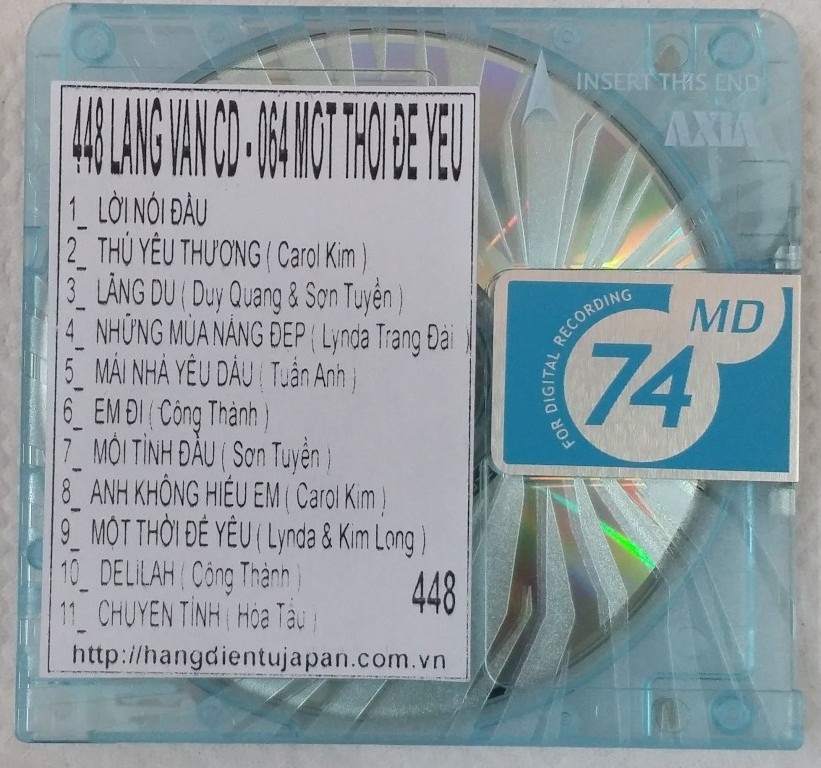 INSERT THIS END
AXIA
448 LANG VAN CD - 064 MOT THOI ĐE YEU
1_ LỜI NÓI ĐẦU
2_ THÚ YÊU THƯƠNG ( Carol Kim )
3_ LÃNG DU ( Duy Quang & Sơn Tuyền )
4_ NHỮNG MÙA NẮNG ĐẸP ( Lynda Trang Đài )
5_ MÁI NHÀ YÊU DẤU ( Tuấn Anh )
6_ EM ĐI ( Công Thành )
7_ MỐI TÌNH ĐẦU ( Sơn Tuyền )
8_ ANH KHÔNG HIỂU EM ( Carol Kim )
9_ MỘT THỜI ĐỂ YÊU ( Lynda & Kim Long )
10_ DELILAH ( Công Thành )
11_ CHUYEN TÌNH ( Hòa Tấu )
448
http://hangdientujapan.com.vn
FOR DIGITAL RECORDING
MD
74